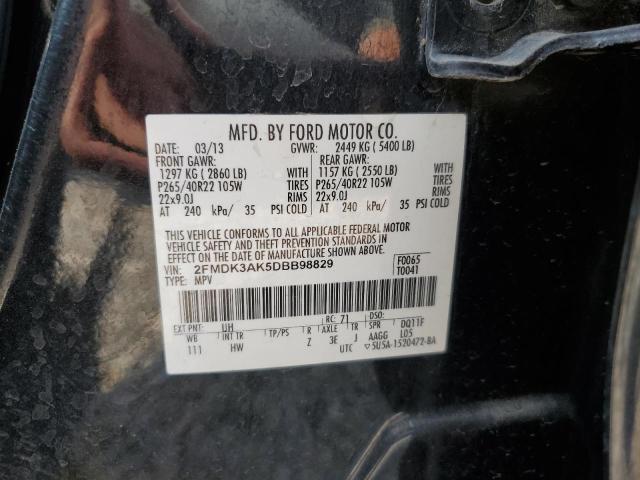 MFD. BY FORD MOTOR CO.
DATE: 03/13 GVWR: 2449 KG ( 5400 LB)
FRONT GAWR: REAR GAWR:
1297 KG ( 2860 LB) 1157 KG ( 2550 LB)
P265/40R22 105W TIRES P265/40R22 105W TIRES
22x9.0J RIMS 22x9.0J RIMS
AT 240 kPa/ 35 PSI COLD AT 240 kPa/ 35 PSI COLD
THIS VEHICLE CONFORMS TO ALL APPLICABLE FEDERAL MOTOR
VEHICLE SAFETY AND THEFT PREVENTION STANDARDS IN
EFFECT ON THE DATE OF MANUFACTURE SHOWN ABOVE.
VIN: 2FMDK3AK5DBB98829 F0065
TYPE: MPV T0041
EXT PNT: UH RC: 71 DSO:
WB INT TR TP/PS R AXLE TR SPR DQ11F
111 HW Z 3E J AAGG L05
UTC ▽5U5A-1520472-BA